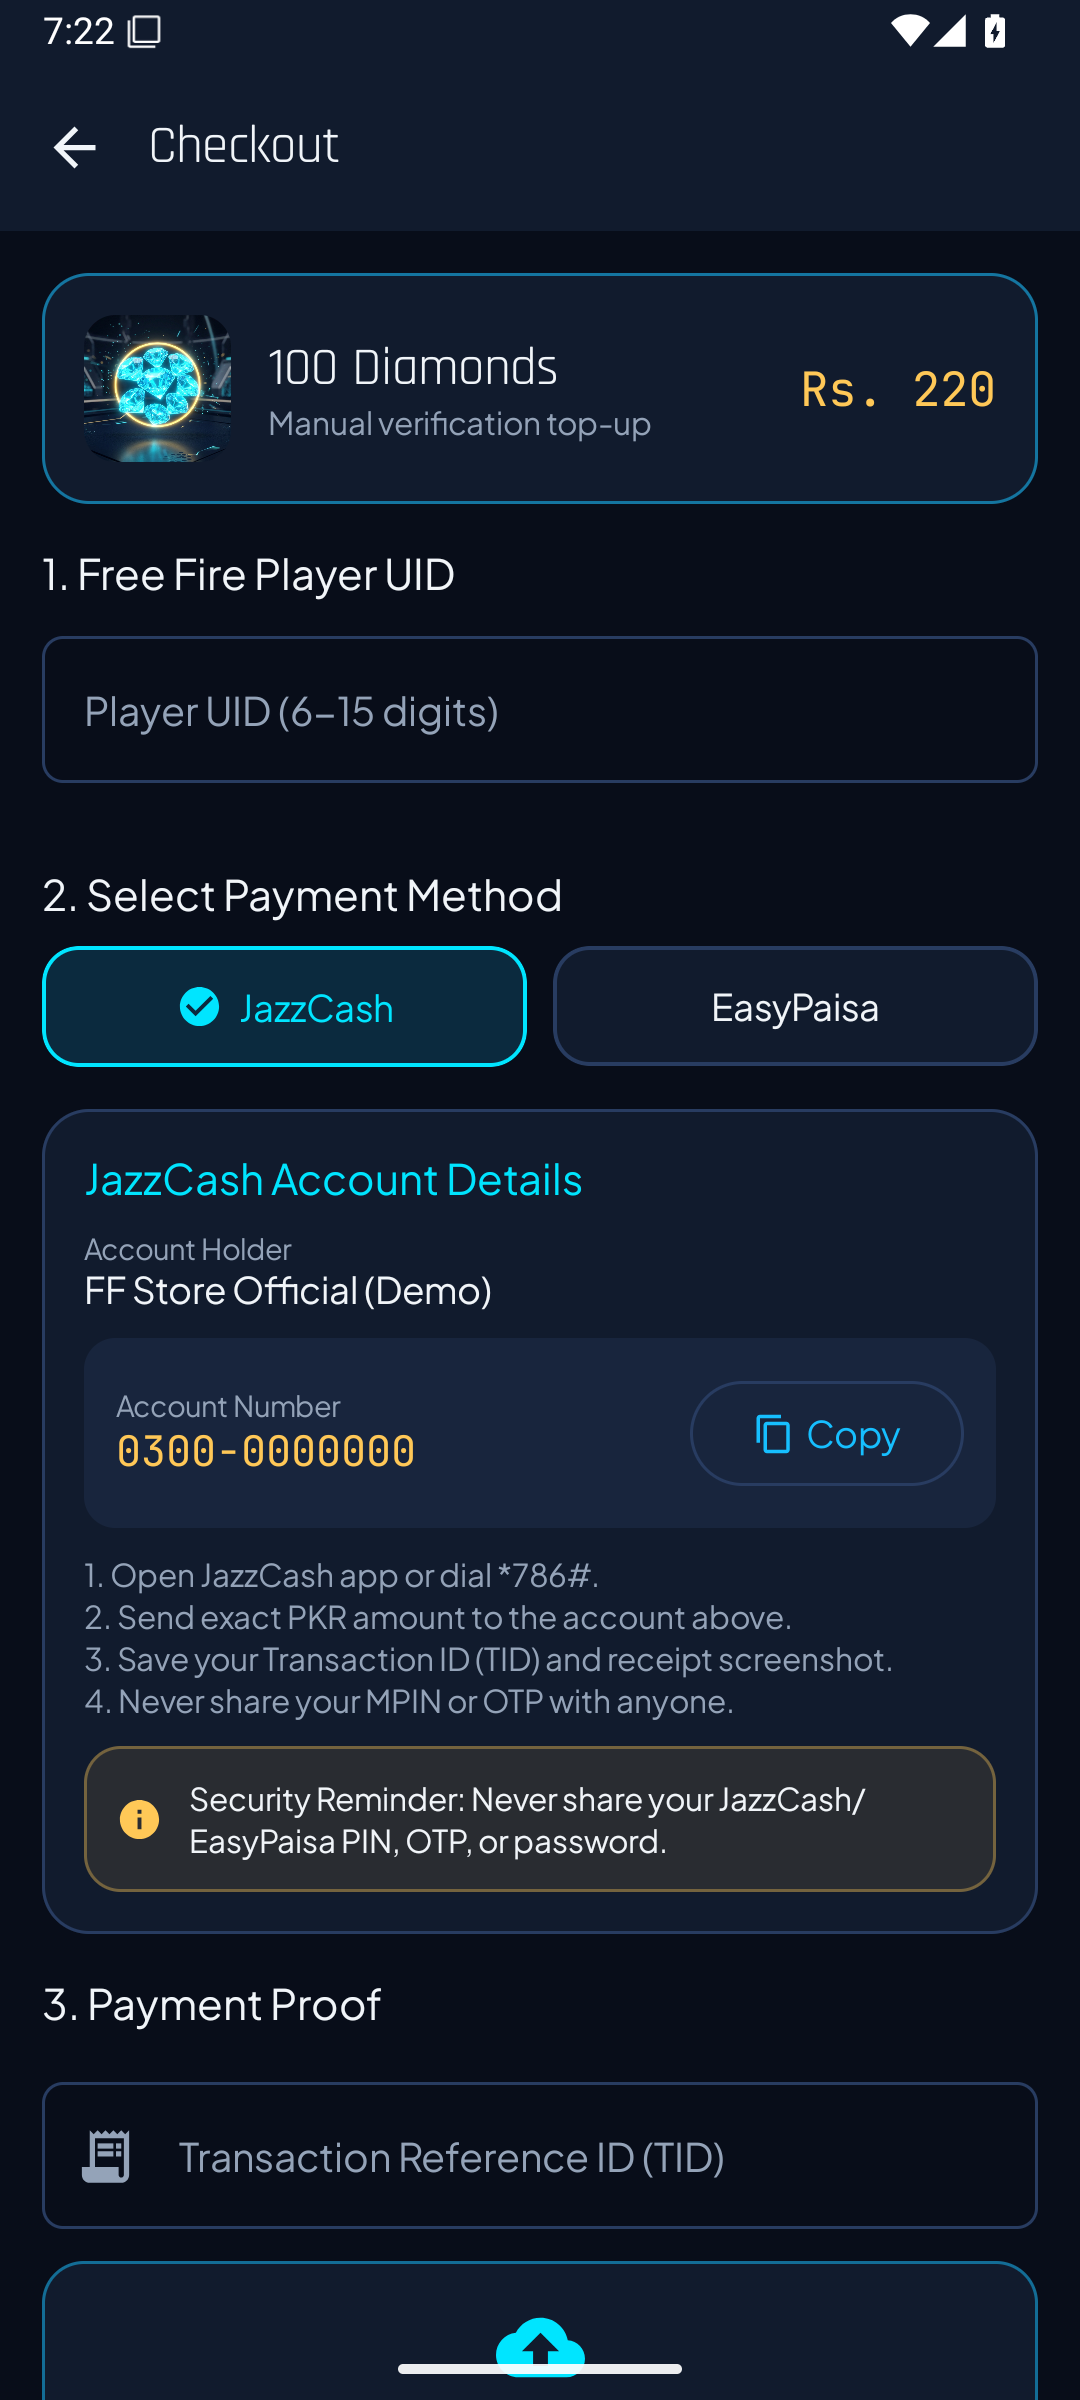 7:22
Checkout
100 Diamonds
Manual verification top-up
Rs. 220
1. Free Fire Player UID
Player UID (6–15 digits)
2. Select Payment Method
JazzCash
EasyPaisa
JazzCash Account Details
Account Holder
FF Store Official (Demo)
Account Number
0300-0000000
Copy
1. Open JazzCash app or dial *786#.
2. Send exact PKR amount to the account above.
3. Save your Transaction ID (TID) and receipt screenshot.
4. Never share your MPIN or OTP with anyone.
Security Reminder: Never share your JazzCash/
EasyPaisa PIN, OTP, or password.
3. Payment Proof
Transaction Reference ID (TID)